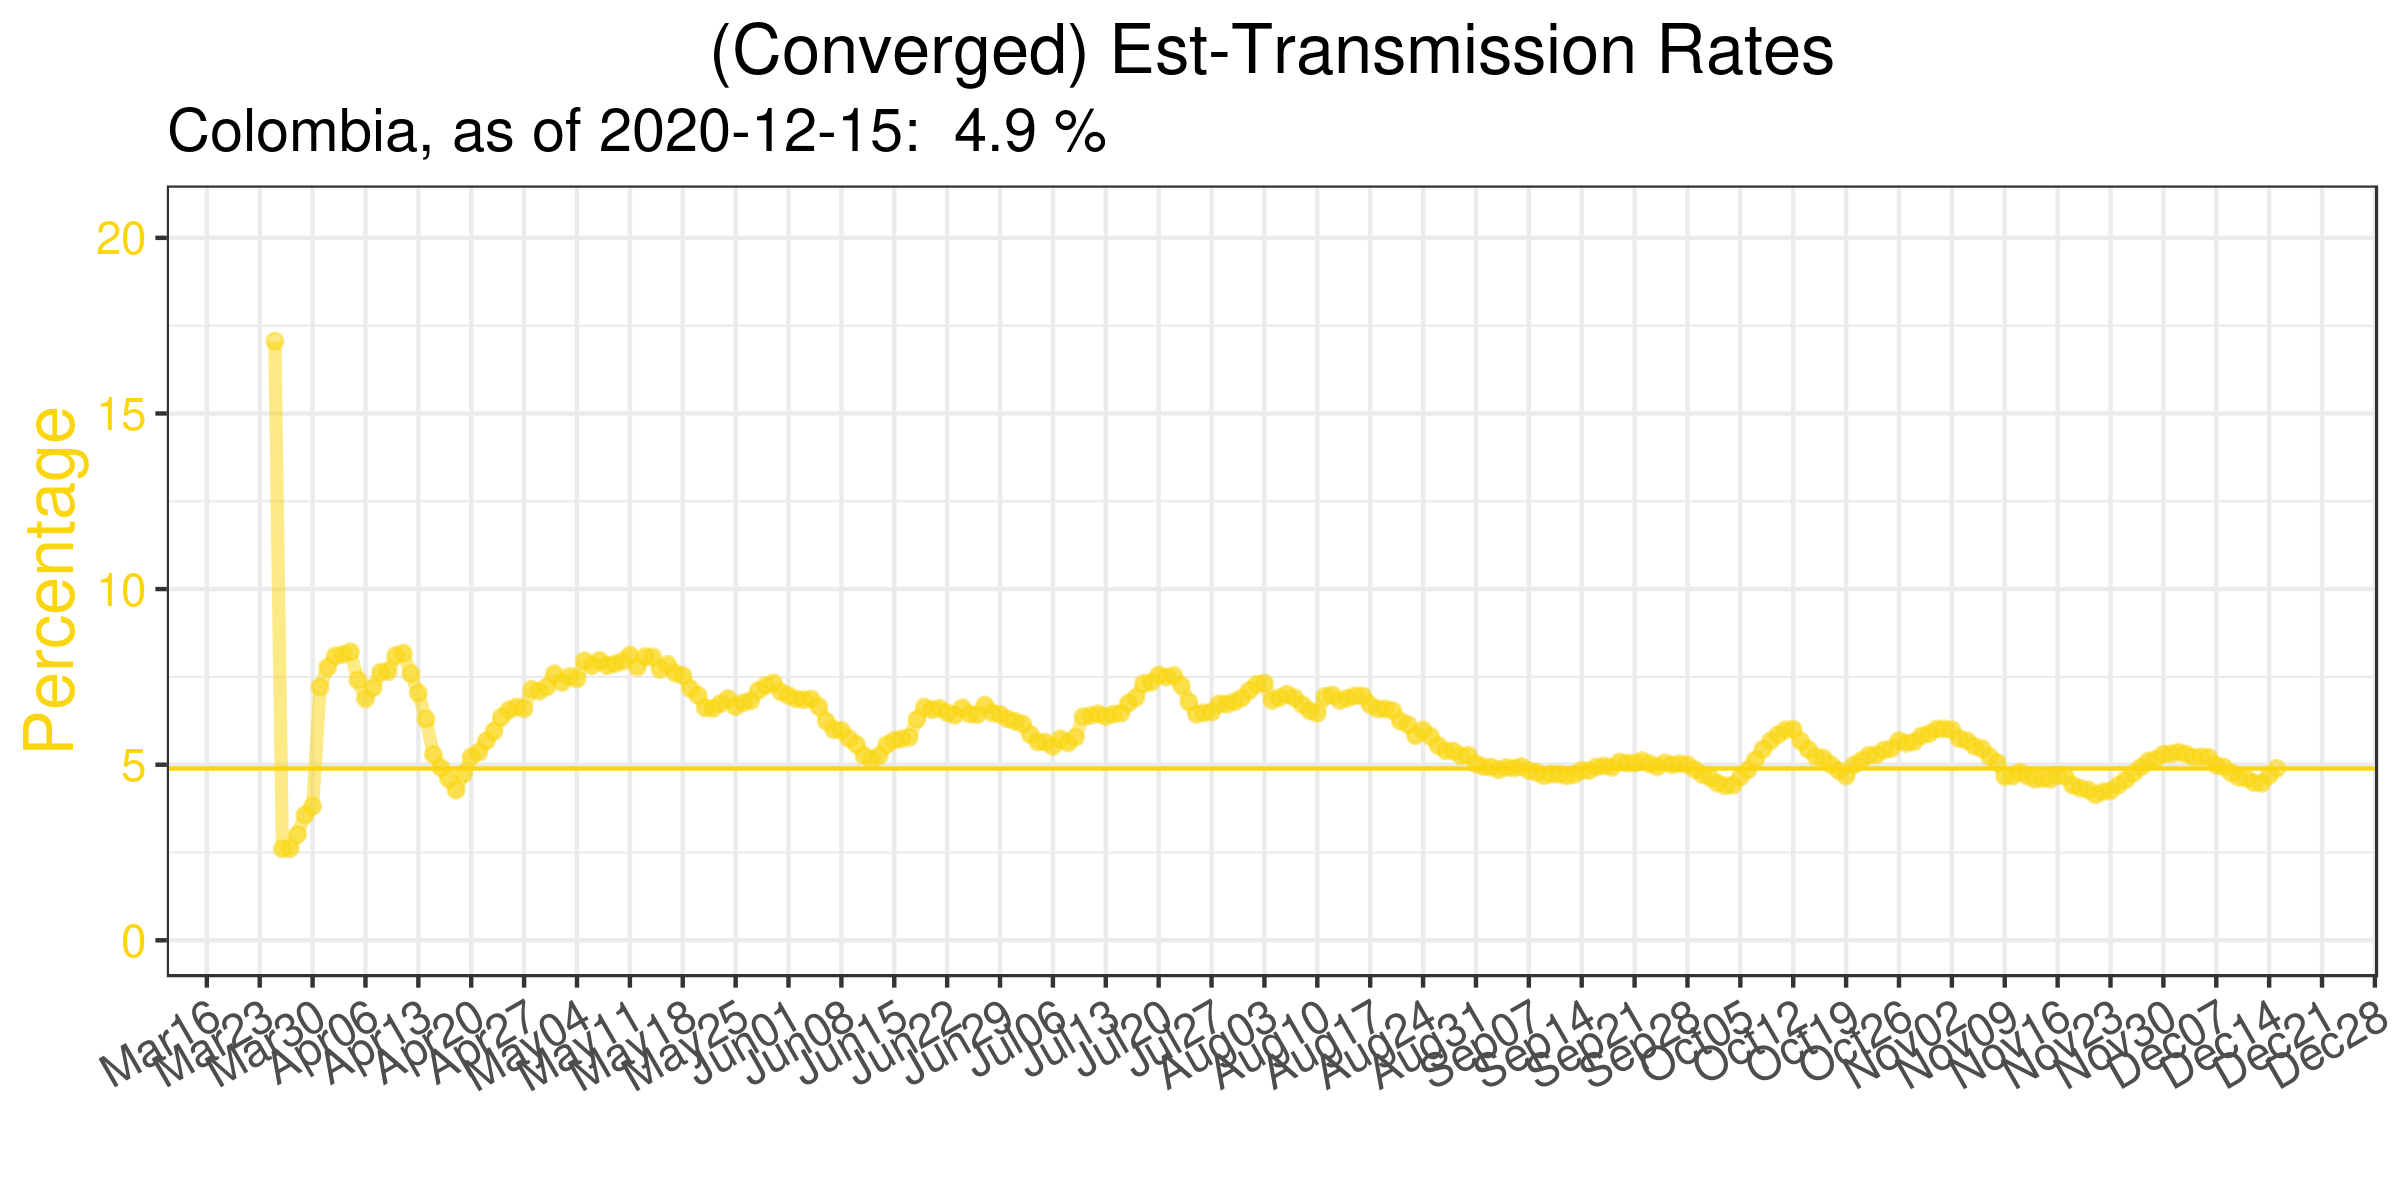 (Converged) Est-Transmission Rates
Colombia, as of 2020-12-15:  4.9 %
Percentage
20
15
10
5
0
Mar16
Mar23
Mar30
Apr06
Apr13
Apr20
Apr27
May04
May11
May18
May25
Jun01
Jun08
Jun15
Jun22
Jun29
Jul06
Jul13
Jul20
Jul27
Aug03
Aug10
Aug17
Aug24
Aug31
Sep07
Sep14
Sep21
Sep28
Oct05
Oct12
Oct19
Oct26
Nov02
Nov09
Nov16
Nov23
Nov30
Dec07
Dec14
Dec21
Dec28